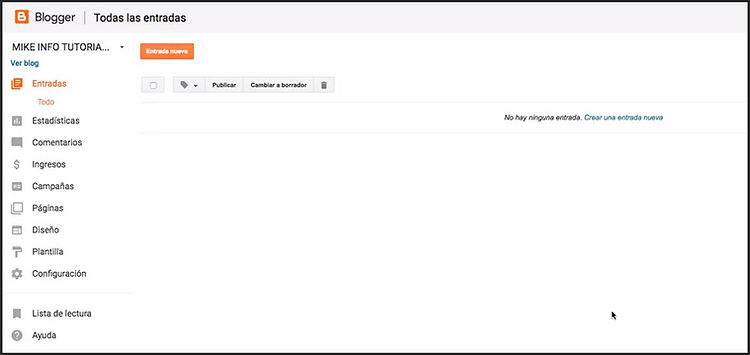 Blogger
Todas las entradas
MIKE INFO TUTORIA...
Ver blog
Entrada nueva
Entradas
Todo
Publicar
Cambiar a borrador
No hay ninguna entrada. Crear una entrada nueva
Estadísticas
Comentarios
Ingresos
Campañas
Páginas
Diseño
Plantilla
Configuración
Lista de lectura
Ayuda